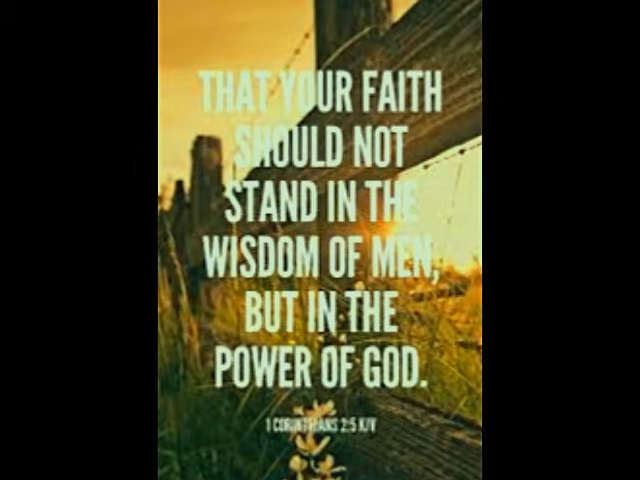 THAT YOUR FAITH
SHOULD NOT
STAND IN THE
WISDOM OF MEN,
BUT IN THE
POWER OF GOD.
1 CORINTHIANS 2:5 KJV